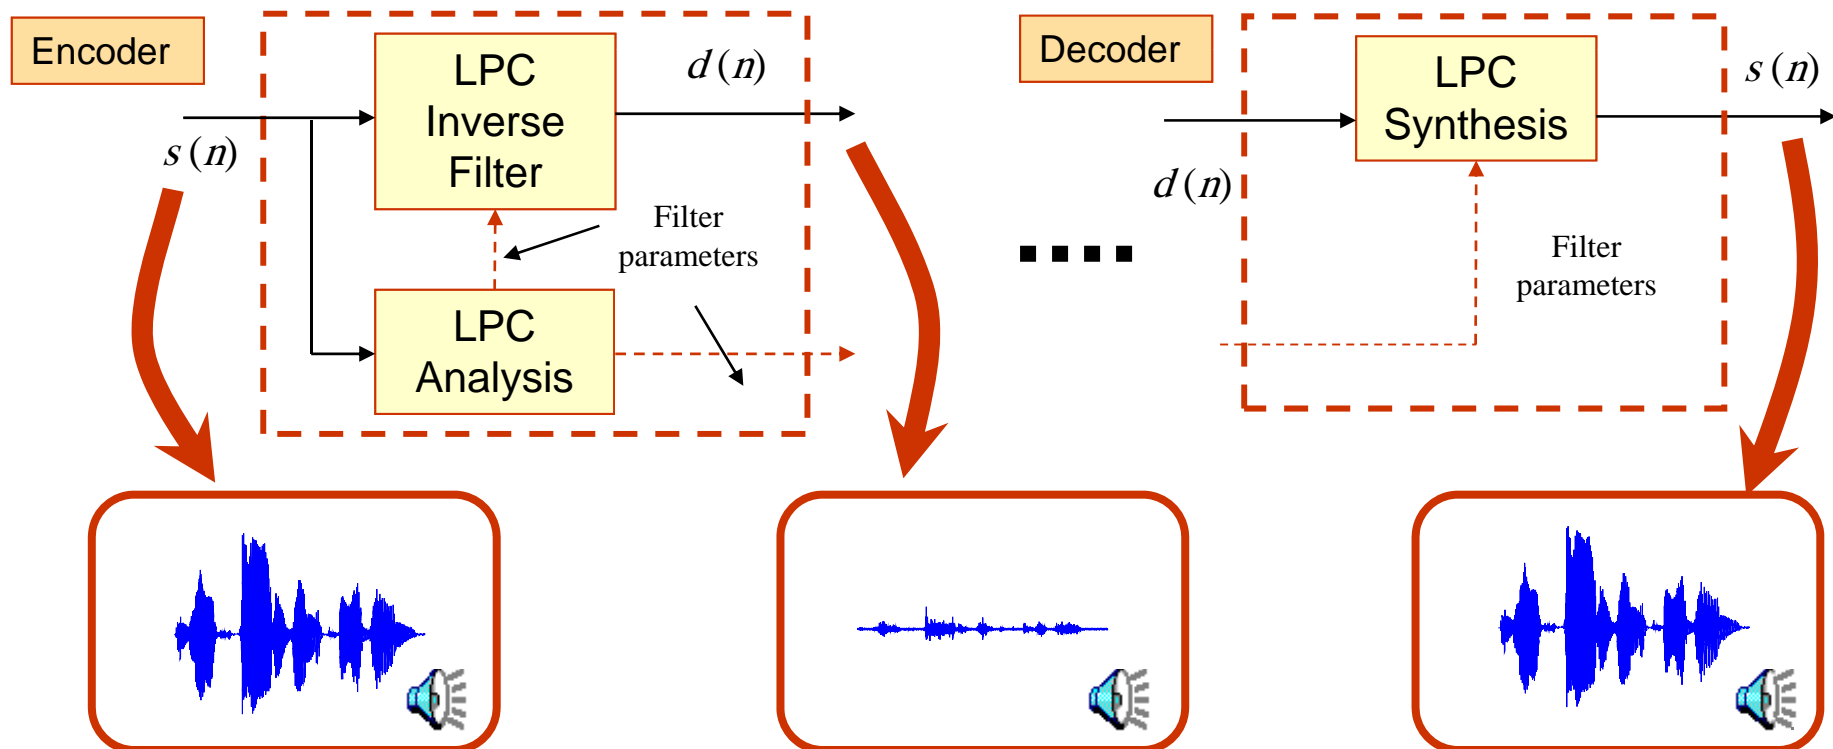 Encoder
LPC
Inverse
Filter
d(n)
s(n)
Filter
parameters
LPC
Analysis
Decoder
LPC
Synthesis
s(n)
d(n)
Filter
parameters